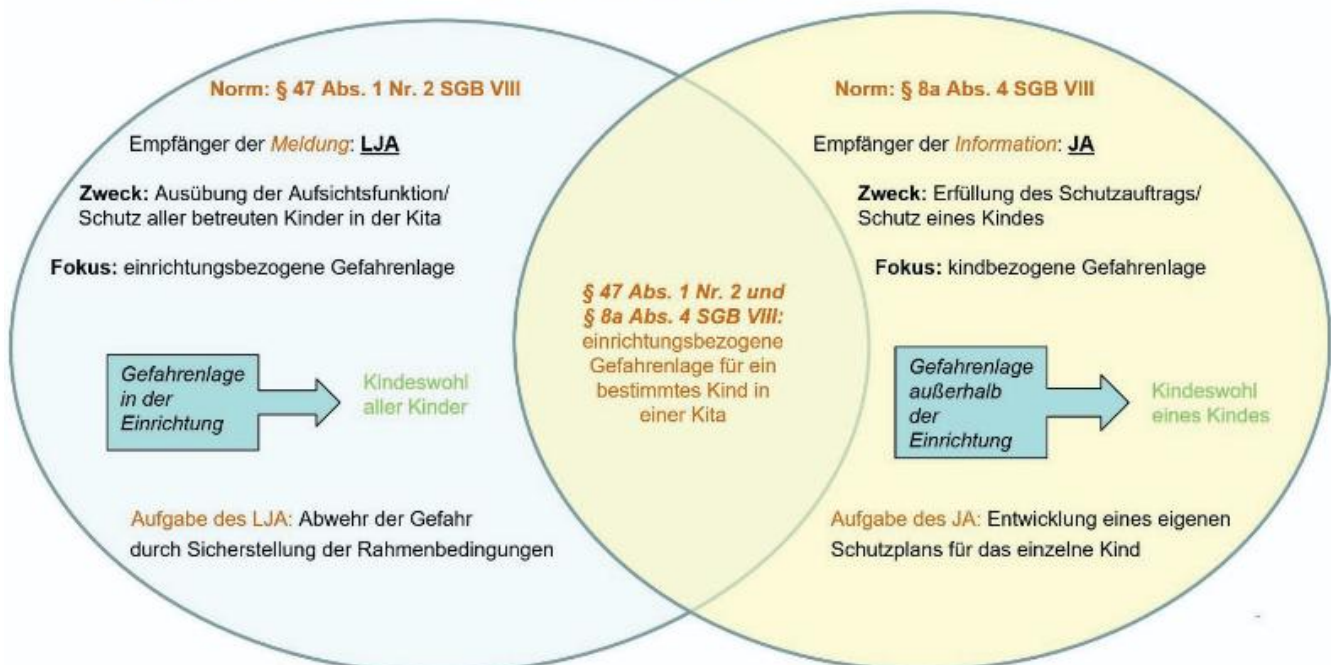 Norm: § 47 Abs. 1 Nr. 2 SGB VIII
Empfänger der Meldung: LJA
Zweck: Ausübung der Aufsichtsfunktion/
Schutz aller betreuten Kinder in der Kita
Fokus: einrichtungsbezogene Gefahrenlage
Gefahrenlage
in der
Einrichtung
Kindeswohl
aller Kinder
Aufgabe des LJA: Abwehr der Gefahr
durch Sicherstellung der Rahmenbedingungen
§ 47 Abs. 1 Nr. 2 und
§ 8a Abs. 4 SGB VIII:
einrichtungsbezogene
Gefahrenlage für ein
bestimmtes Kind in
einer Kita
Norm: § 8a Abs. 4 SGB VIII
Empfänger der Information: JA
Zweck: Erfüllung des Schutzauftrags/
Schutz eines Kindes
Fokus: kindbezogene Gefahrenlage
Gefahrenlage
außerhalb
der
Einrichtung
Kindeswohl
eines Kindes
Aufgabe des JA: Entwicklung eines eigenen
Schutzplans für das einzelne Kind